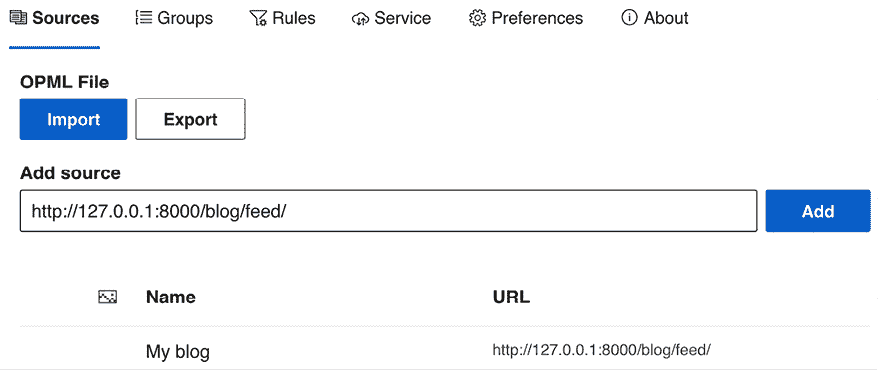 Sources Groups Rules Service Preferences About
OPML File
Import Export
Add source
http://127.0.0.1:8000/blog/feed/ Add
Name URL
My blog http://127.0.0.1:8000/blog/feed/